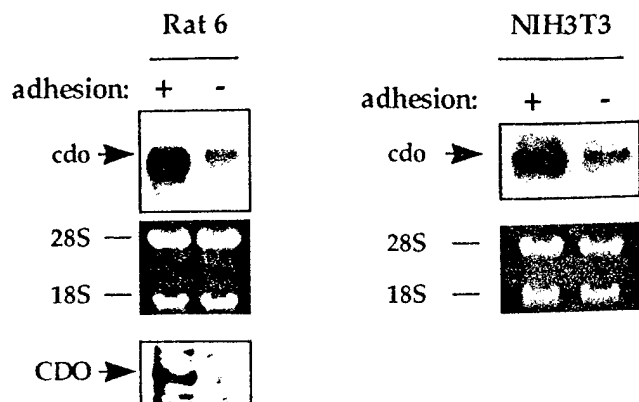 Rat 6
adhesion: + -
cdo
28S
18S
CDO
NIH3T3
adhesion: + -
cdo
28S
18S